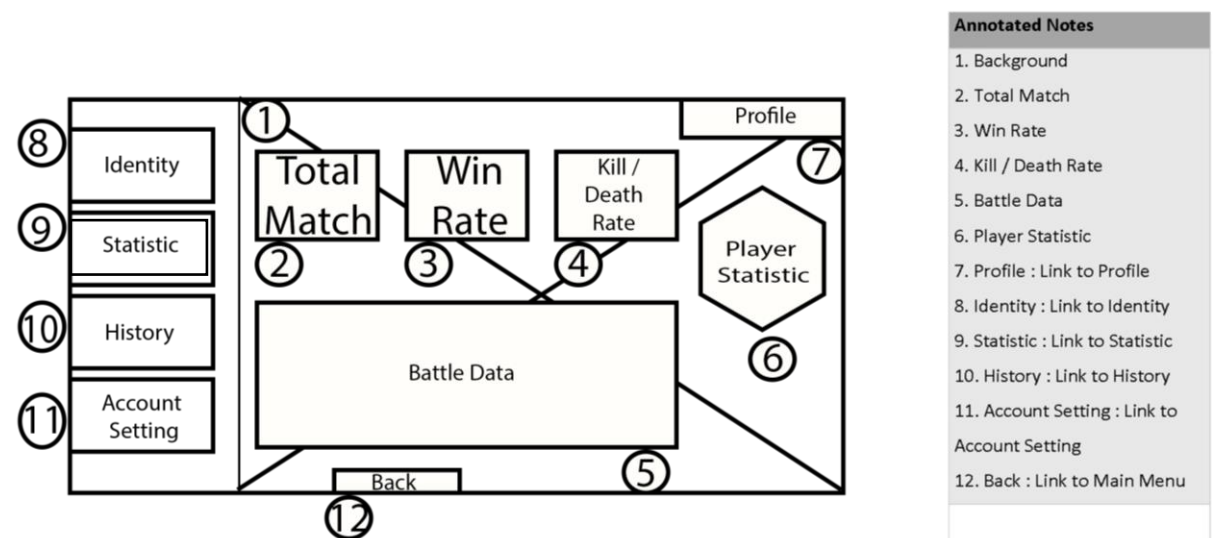 8
Identity
9
Statistic
10
History
11
Account
Setting
1
Profile
7
Total
Match
2
Win
Rate
3
Kill /
Death
Rate
4
Player
Statistic
6
Battle Data
5
Back
12
Annotated Notes
1. Background
2. Total Match
3. Win Rate
4. Kill / Death Rate
5. Battle Data
6. Player Statistic
7. Profile : Link to Profile
8. Identity : Link to Identity
9. Statistic : Link to Statistic
10. History : Link to History
11. Account Setting : Link to
Account Setting
12. Back : Link to Main Menu